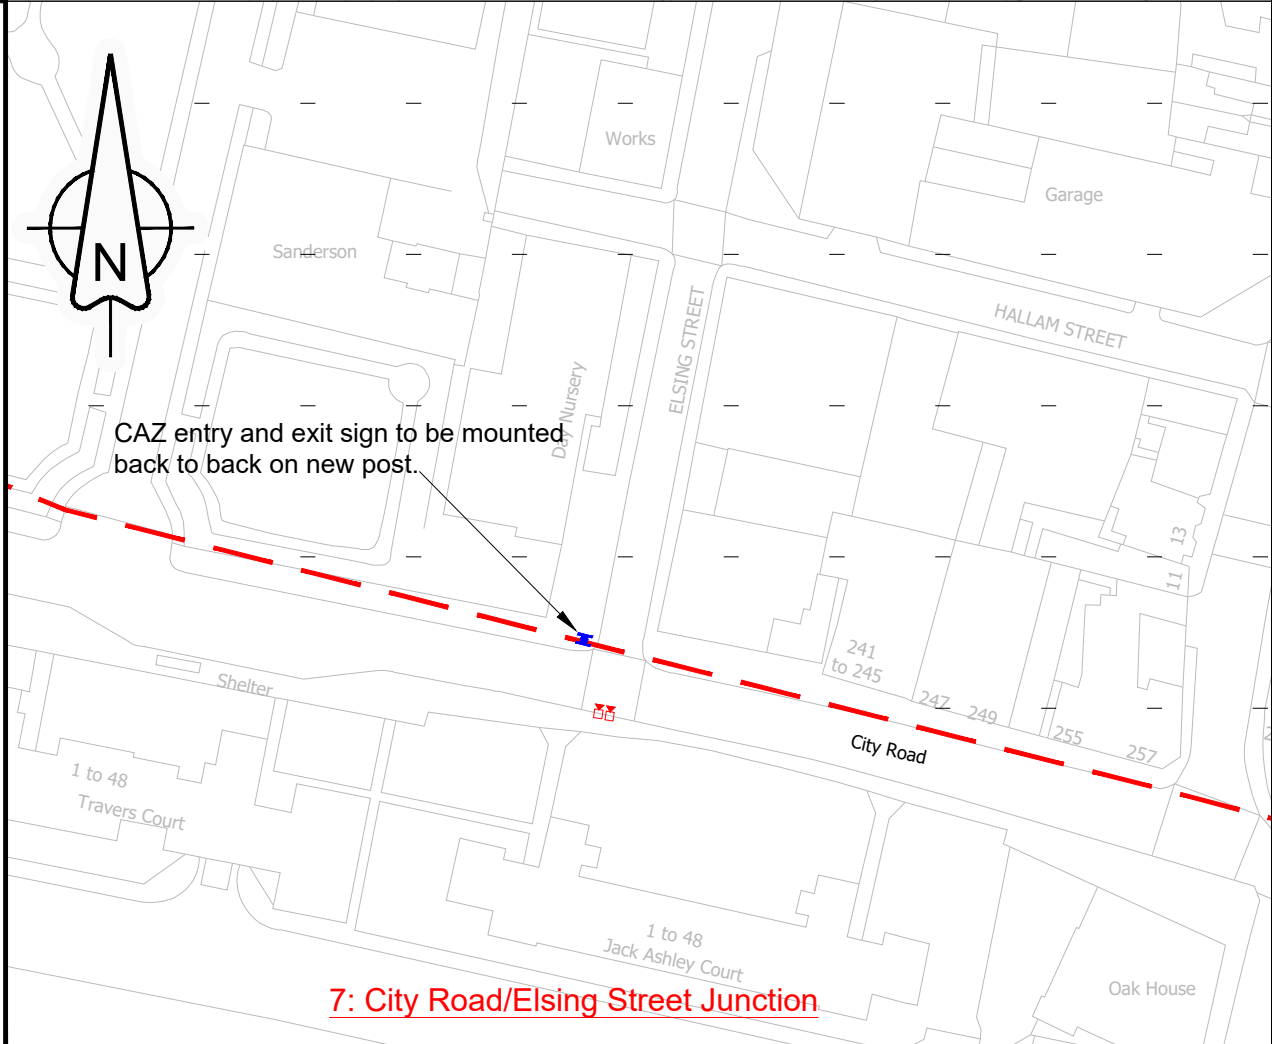 Works
Garage
Sanderson
N
HALLAM STREET
ELSING STREET
Day Nursery
CAZ entry and exit sign to be mounted
back to back on new post.
13
11
241
to 245
247
249
255
257
Shelter
City Road
1 to 48
Travers Court
1 to 48
Jack Ashley Court
Oak House
7: City Road/Elsing Street Junction